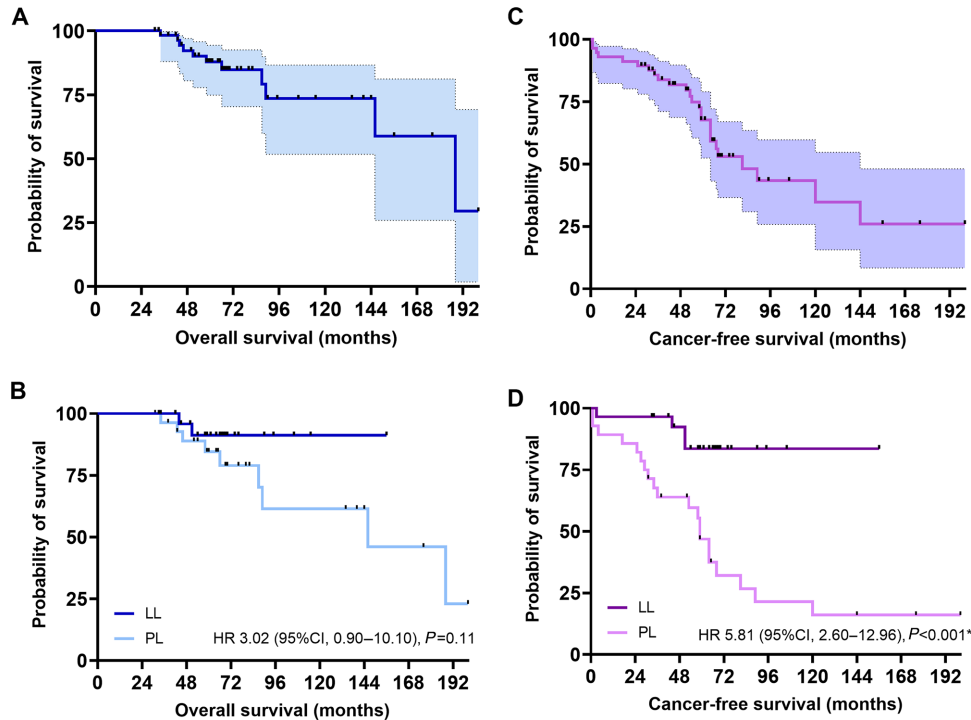 A
Probability of survival
100
75
50
25
0
0 24 48 72 96 120 144 168 192
Overall survival (months)
C
Probability of survival
100
75
50
25
0
0 24 48 72 96 120 144 168 192
Cancer-free survival (months)
B
Probability of survival
100
75
50
25
0
LL
PL
HR 3.02 (95%CI, 0.90–10.10), P=0.11
0 24 48 72 96 120 144 168 192
Overall survival (months)
D
Probability of survival
100
75
50
25
0
LL
PL
HR 5.81 (95%CI, 2.60–12.96), P<0.001*
0 24 48 72 96 120 144 168 192
Cancer-free survival (months)